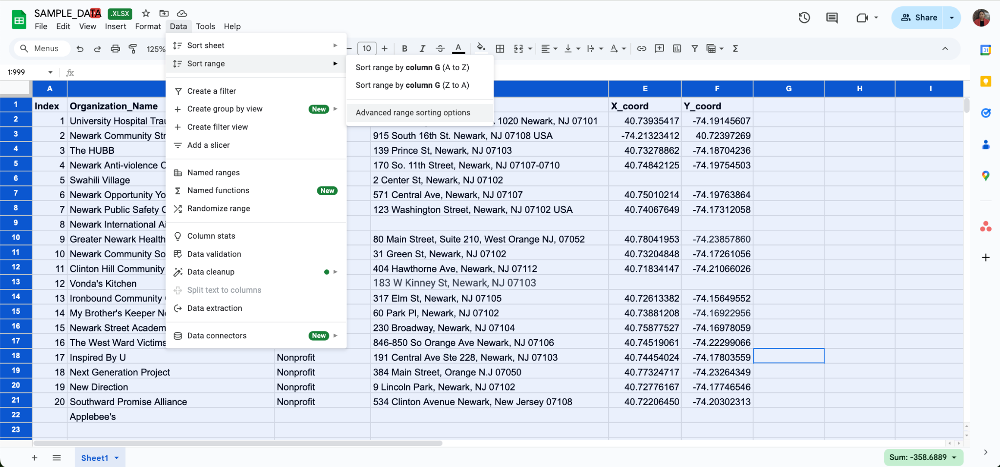 SAMPLE_DATA .XLSX
File Edit View Insert Format Data Tools Help
Share
Menus 125% 10 B I A
1:999 fx
Sort sheet
Sort range
Create a filter
Create group by view New
Create filter view
Add a slicer
Named ranges
Named functions New
Randomize range
Column stats
Data validation
Data cleanup
Split text to columns
Data extraction
Data connectors New
Sort range by column G (A to Z)
Sort range by column G (Z to A)
Advanced range sorting options
A E F G H I
1 Index Organization_Name X_coord Y_coord
2 1 University Hospital 1020 Newark, NJ 07101 40.73935417 -74.19145607
3 2 Newark Community 915 South 16th St. Newark, NJ 07108 USA -74.21323412 40.72397269
4 3 The HUBB 139 Prince St, Newark, NJ 07103 40.73278862 -74.18704236
5 4 Newark Anti-violence 170 So. 11th Street, Newark, NJ 07107-0710 40.74842125 -74.19754503
6 5 Swahili Village 2 Center St, Newark, NJ 07102
7 6 Newark Opportunity Yo 571 Central Ave, Newark, NJ 07107 40.75010214 -74.19763864
8 7 Newark Public Safety 123 Washington Street, Newark, NJ 07102 USA 40.74067649 -74.17312058
9 8 Newark International
10 9 Greater Newark Health 80 Main Street, Suite 210, West Orange NJ, 07052 40.78041953 -74.23857860
11 10 Newark Community So 31 Green St, Newark, NJ 07102 40.73204848 -74.17261056
12 11 Clinton Hill Community 404 Hawthorne Ave, Newark, NJ 07112 40.71834147 -74.21066026
13 12 Vonda's Kitchen 183 W Kinney St, Newark, NJ 07103
14 13 Ironbound Community 317 Elm St, Newark, NJ 07105 40.72613382 -74.15649552
15 14 My Brother's Keeper 60 Park Pl, Newark, NJ 07102 40.73881208 -74.16922956
16 15 Newark Street Academ 230 Broadway, Newark, NJ 07104 40.75877527 -74.16978059
17 16 The West Ward Victims 846-850 So Orange Ave Newark, NJ 07106 40.74519061 -74.22299066
18 17 Inspired By U Nonprofit 191 Central Ave Ste 228, Newark, NJ 07103 40.74454024 -74.17803559
19 18 Next Generation Project Nonprofit 384 Main Street, Orange N.J 07050 40.77324717 -74.23264349
20 19 New Direction Nonprofit 9 Lincoln Park, Newark, NJ 07102 40.72776167 -74.17746546
21 20 Southward Promise Alliance Nonprofit 534 Clinton Avenue Newark, New Jersey 07108 40.72206450 -74.20302313
22 Applebee's
23
Sheet1 Sum: -358.6889
31